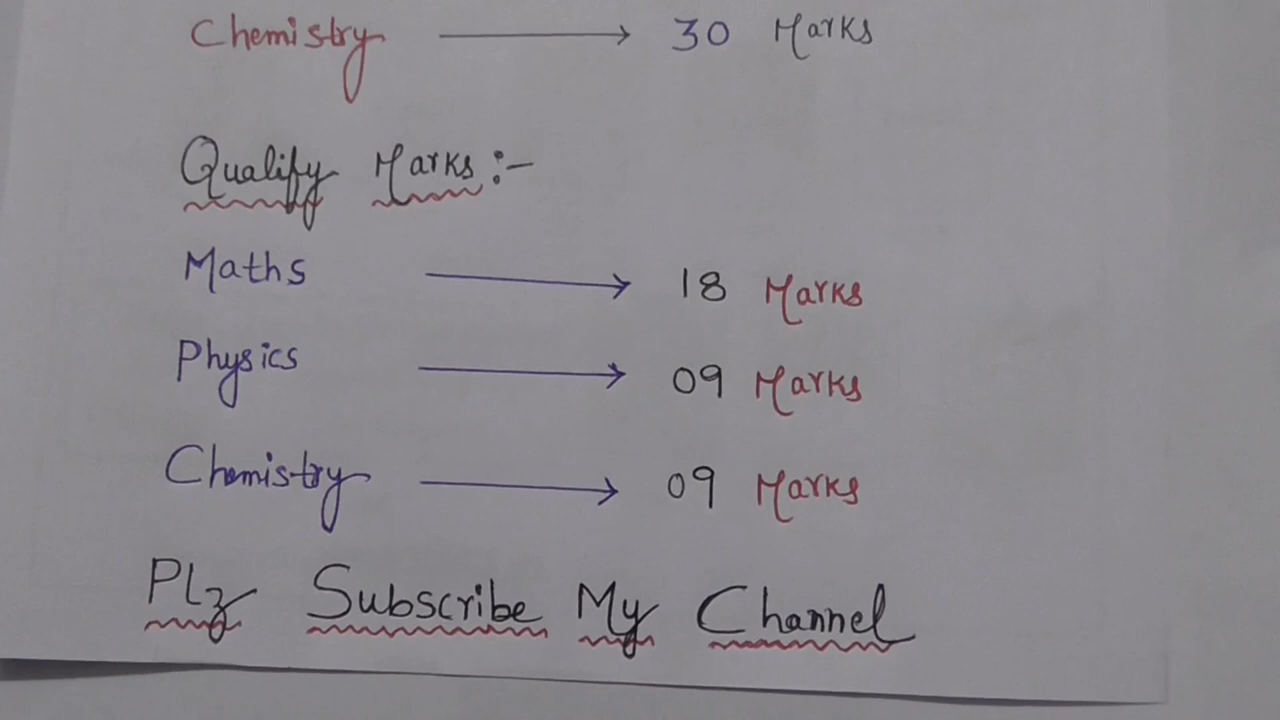 Chemistry → 30 Marks
Qualify Marks :-
Maths → 18 Marks
Physics → 09 Marks
Chemistry → 09 Marks
PLz Subscribe My Channel